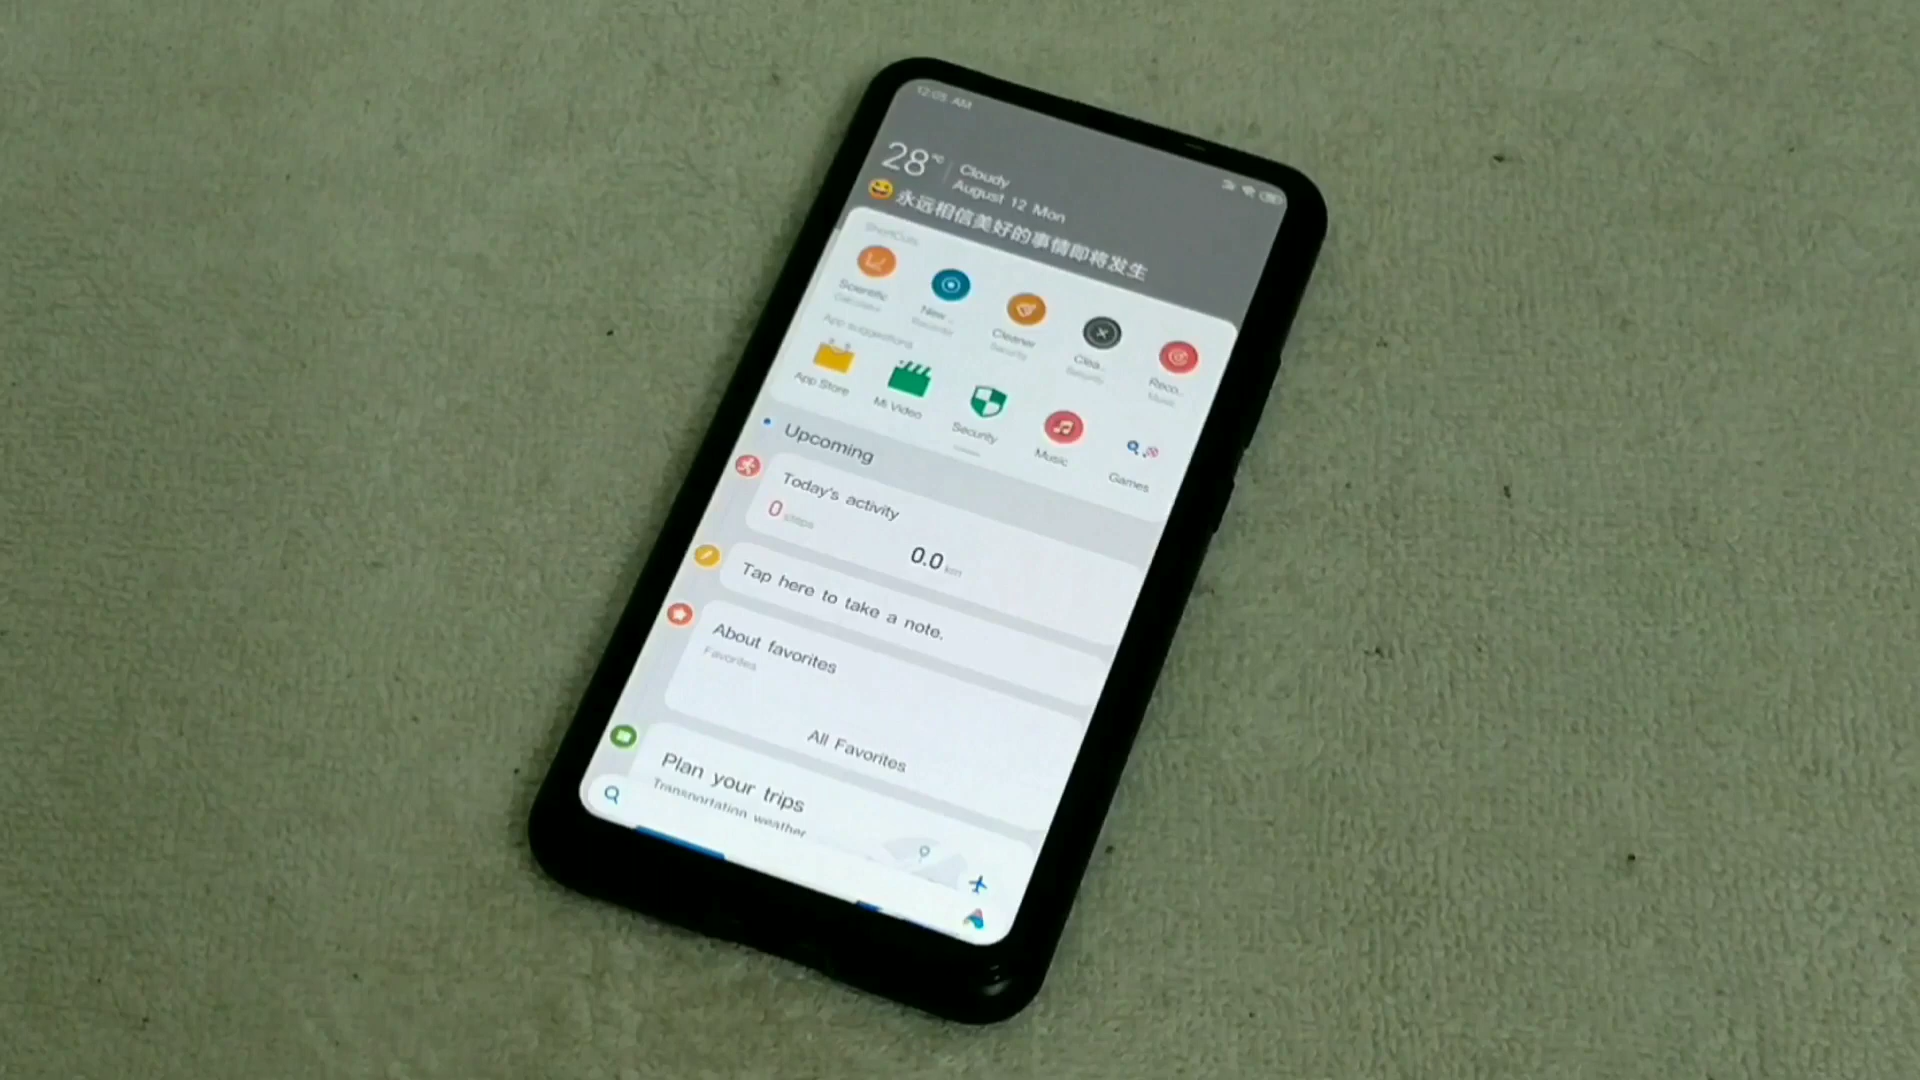 12:05 AM
28°C
Cloudy
August 12 Mon
永远相信美好的事情即将发生
ShortCuts
Scientific
Calculator
New ..
Recorder
Cleaner
Security
Clea..
Security
Reco...
Music
App suggestions
App Store
Mi Video
Security
Music
Games
Upcoming
Today's activity
0 steps
0.0 km
Tap here to take a note.
About favorites
Favorites
All Favorites
Plan your trips
Transportation weather